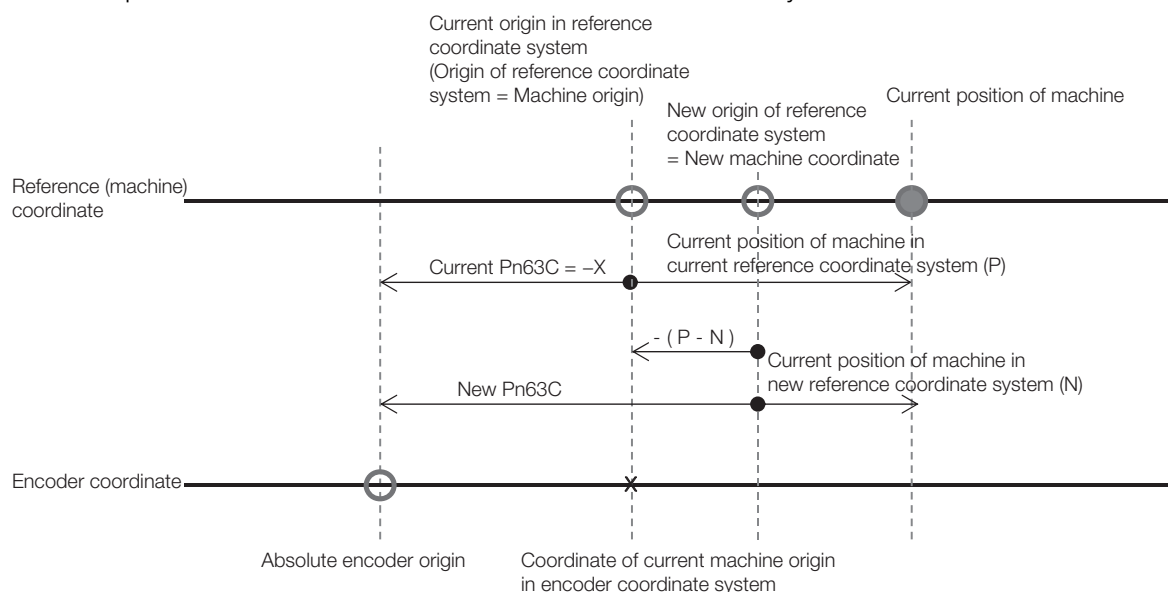 Current origin in reference
coordinate system
(Origin of reference coordinate
system = Machine origin)
New origin of reference
coordinate system
= New machine coordinate
Current position of machine
Reference (machine)
coordinate
Current Pn63C = –X
Current position of machine in
current reference coordinate system (P)
- ( P - N )
Current position of machine in
new reference coordinate system (N)
New Pn63C
Encoder coordinate
x
Absolute encoder origin
Coordinate of current machine origin
in encoder coordinate system